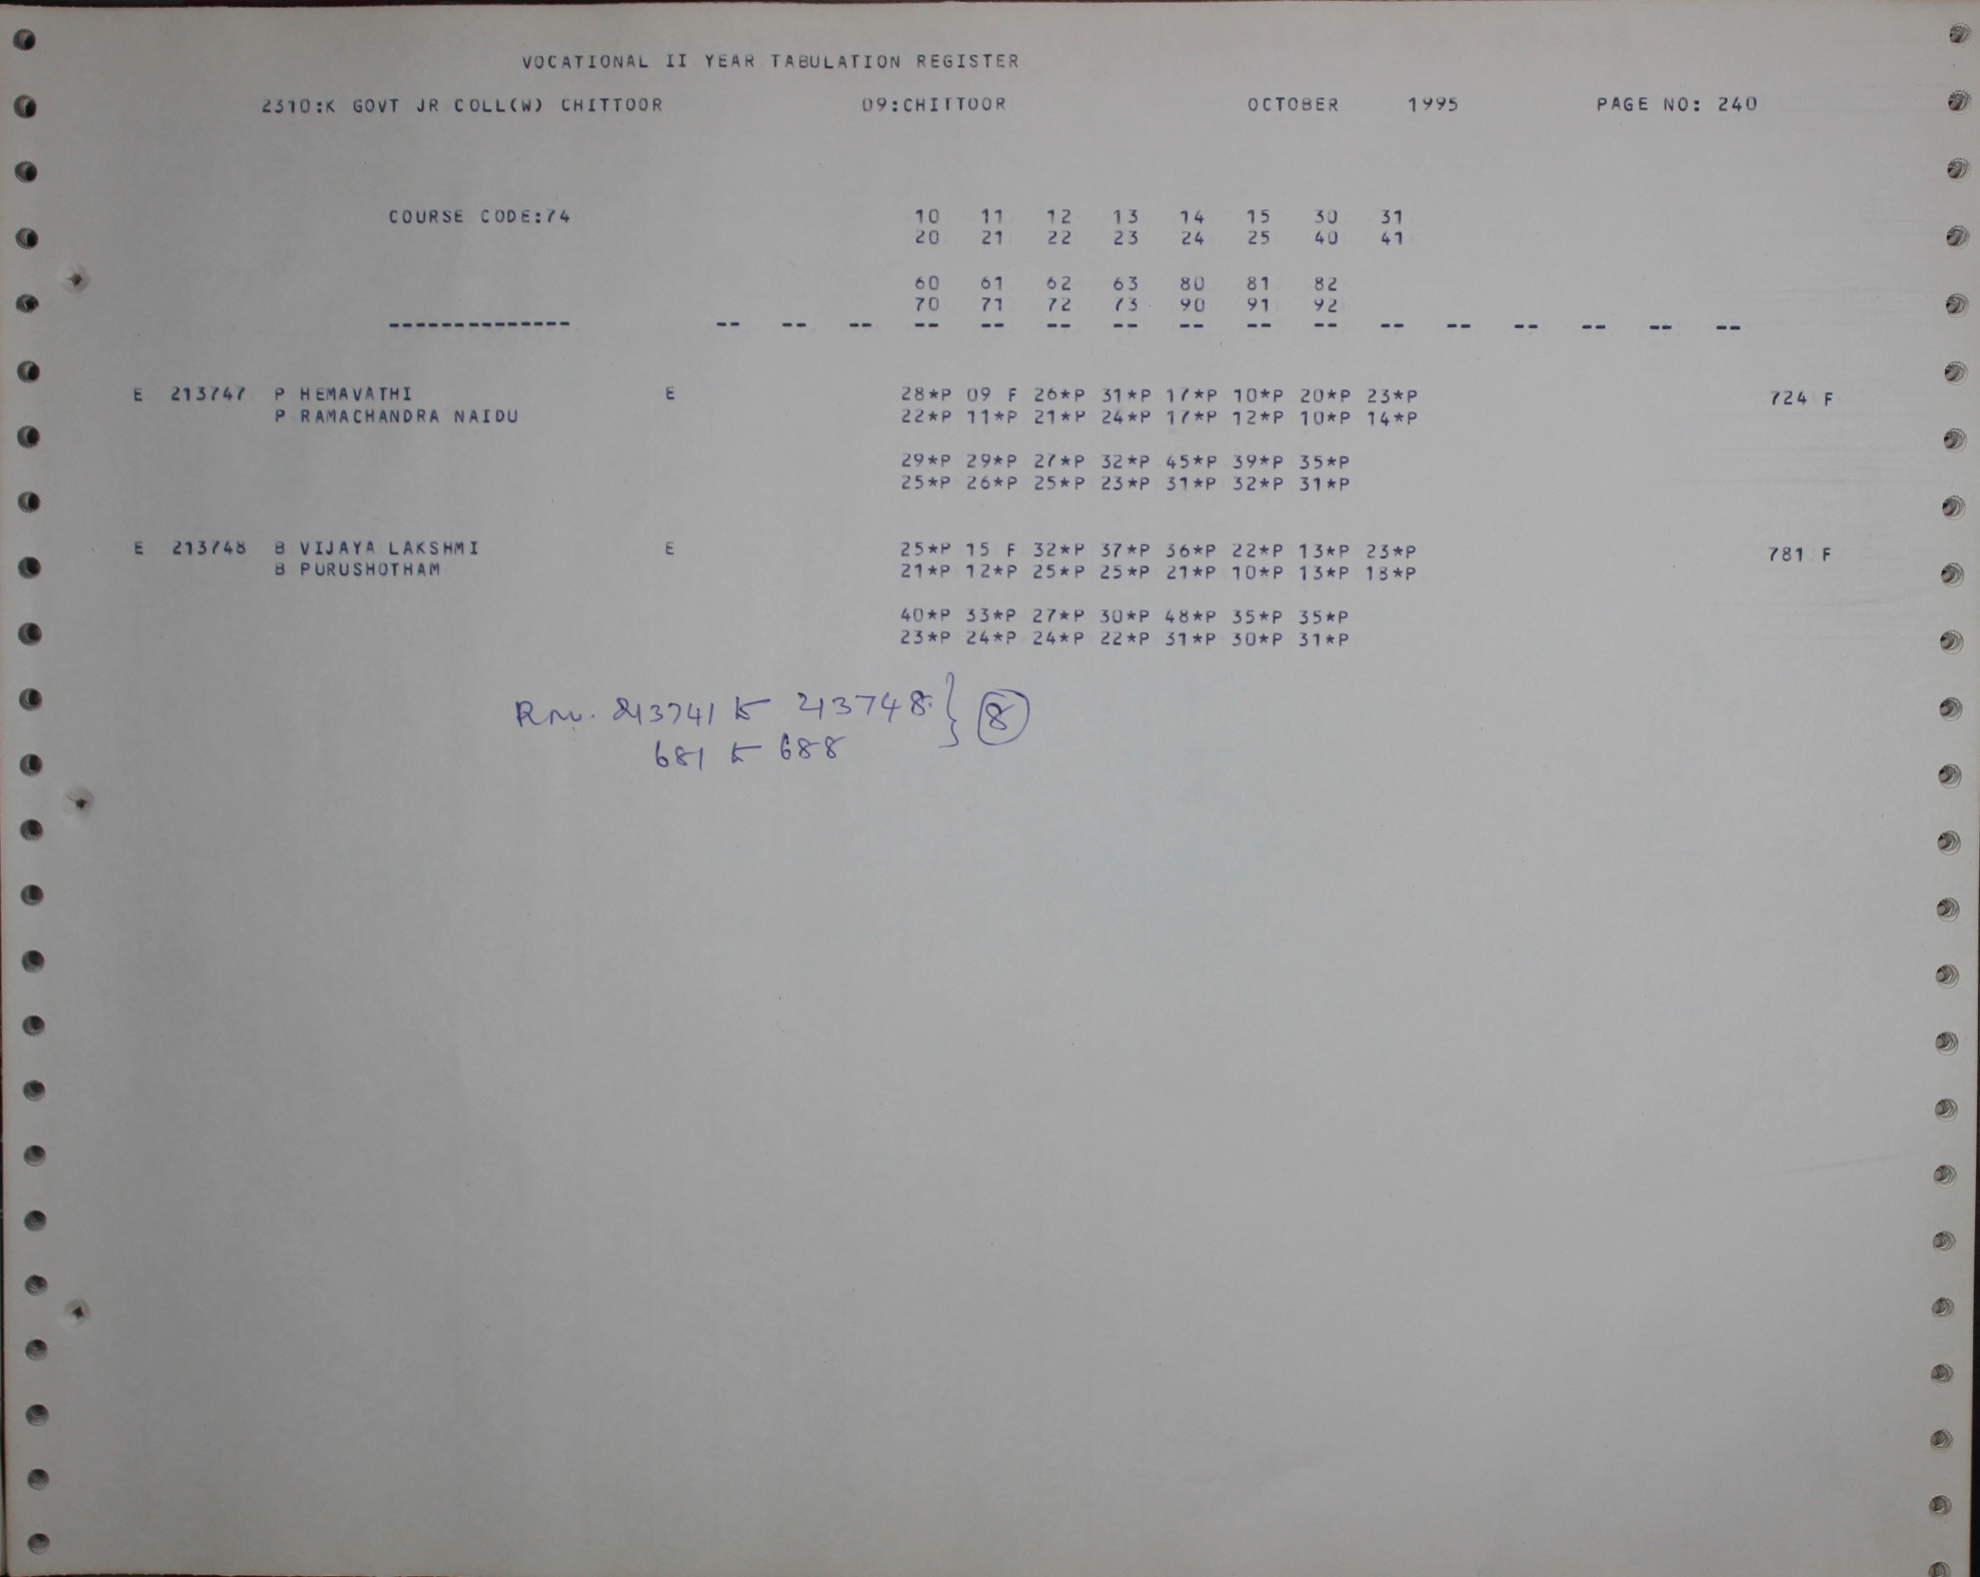 VOCATIONAL II YEAR TABULATION REGISTER
2310:K GOVT JR COLL(W) CHITTOOR 09:CHITTOOR OCTOBER 1995 PAGE NO: 240
COURSE CODE:74 10 11 12 13 14 15 30 31
20 21 22 23 24 25 40 41
60 61 62 63 80 81 82
70 71 72 73 90 91 92
-------------- -- -- -- -- -- -- -- -- -- -- -- -- -- -- -- --
E 213747 P HEMAVATHI E 28*P 09 F 26*P 31*P 17*P 10*P 20*P 23*P 724 F
P RAMACHANDRA NAIDU 22*P 11*P 21*P 24*P 17*P 12*P 10*P 14*P
29*P 29*P 27*P 32*P 45*P 39*P 35*P
25*P 26*P 25*P 23*P 31*P 32*P 31*P
E 213748 B VIJAYA LAKSHMI E 25*P 15 F 32*P 37*P 36*P 22*P 13*P 23*P 781 F
B PURUSHOTHAM 21*P 12*P 25*P 25*P 21*P 10*P 13*P 13*P
40*P 33*P 27*P 30*P 48*P 35*P 35*P
23*P 24*P 24*P 22*P 31*P 30*P 31*P
213741 to 213748 } 8
681 to 688